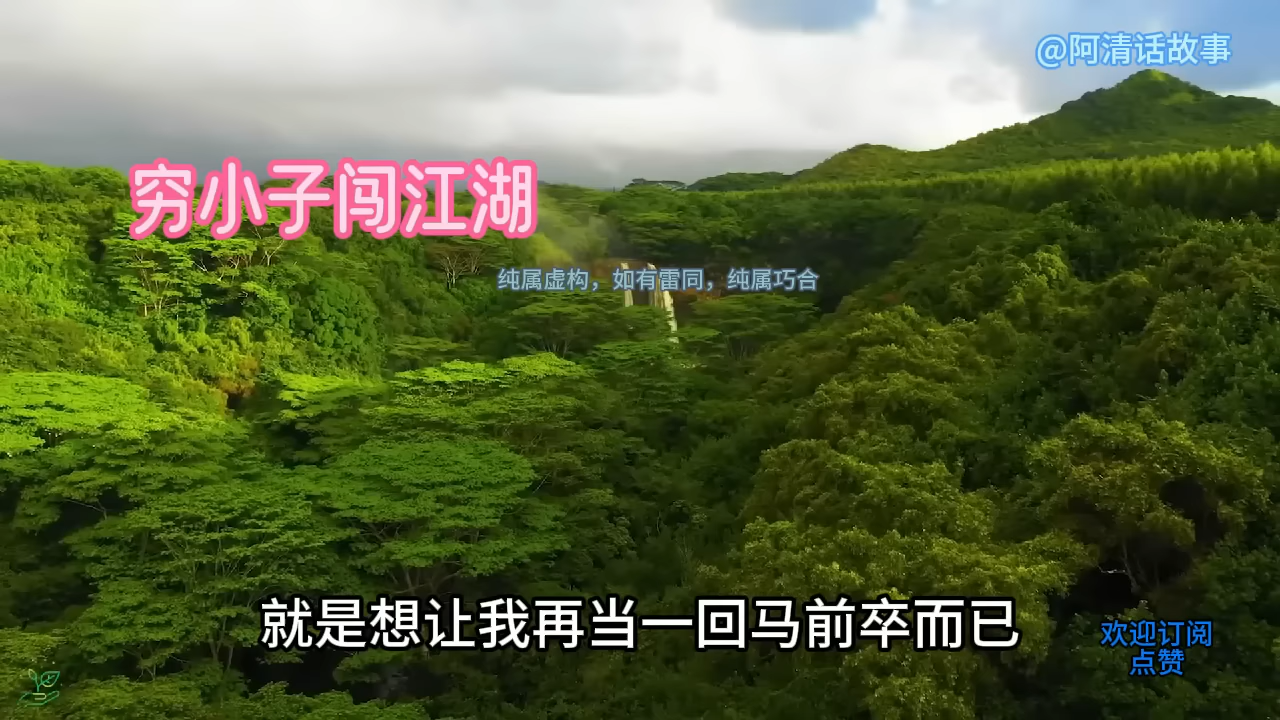 @阿清话故事
穷小子闯江湖
纯属虚构，如有雷同，纯属巧合
就是想让我再当一回马前卒而已
欢迎订阅
点赞